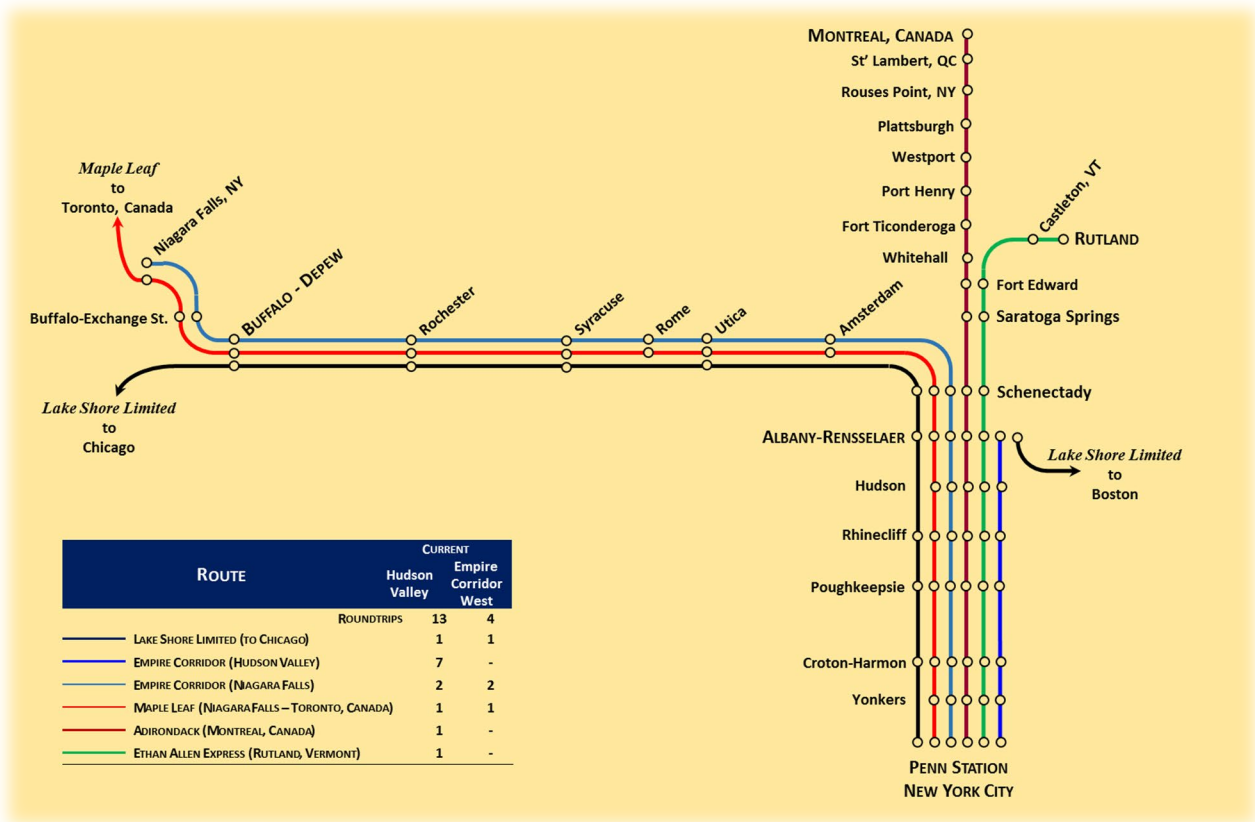 MONTREAL, CANADA
St' Lambert, QC
Rouses Point, NY
Plattsburgh
Westport
Port Henry
Fort Ticonderoga
Whitehall
Castleton, VT
RUTLAND
Fort Edward
Saratoga Springs
Maple Leaf
to
Toronto, Canada
Niagara Falls, NY
Buffalo-Exchange St.
BUFFALO - DEPEW
Rochester
Syracuse
Rome
Utica
Amsterdam
Schenectady
Lake Shore Limited
to
Chicago
ALBANY-RENSSELAER
Lake Shore Limited
to
Boston
Hudson
Rhinecliff
Poughkeepsie
Croton-Harmon
Yonkers
PENN STATION
NEW YORK CITY
ROUTE
CURRENT
Hudson
Valley
Empire
Corridor
West
ROUNDTRIPS 13 4
LAKE SHORE LIMITED (TO CHICAGO) 1 1
EMPIRE CORRIDOR (HUDSON VALLEY) 7 -
EMPIRE CORRIDOR (NIAGARA FALLS) 2 2
MAPLE LEAF (NIAGARA FALLS – TORONTO, CANADA) 1 1
ADIRONDACK (MONTREAL, CANADA) 1 -
ETHAN ALLEN EXPRESS (RUTLAND, VERMONT) 1 -